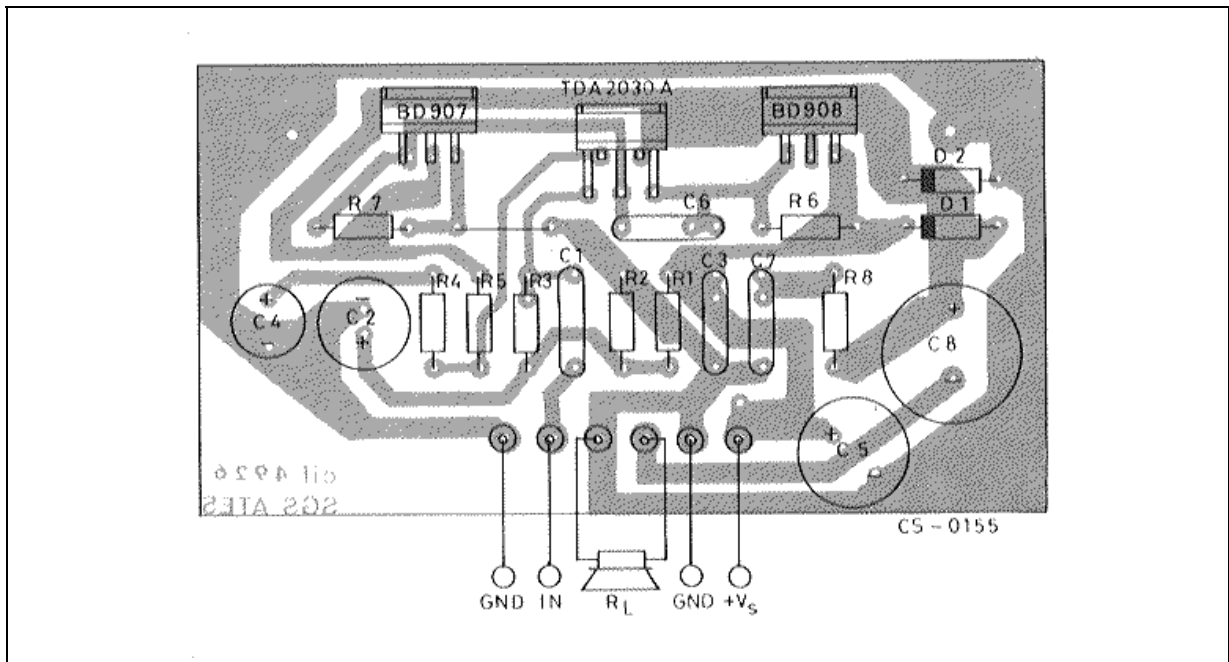 TDA2030A
BD907
BD908
D2
D1
R7
C6
R6
C1
C3
C7
R4
R5
R3
R2
R1
R8
+
C4
-
-
C2
+
+
C8
-
+
C5
-
cil 4926
SGS ATES
CS-0155
GND IN RL GND +Vs